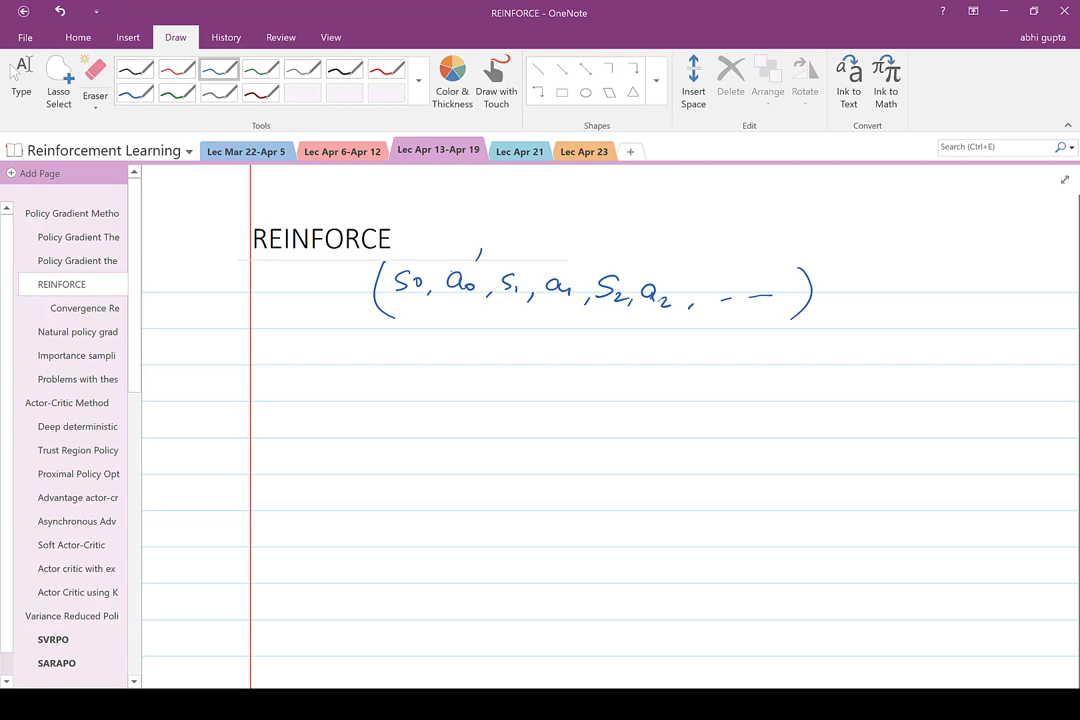 REINFORCE - OneNote
?
File Home Insert Draw History Review View
abhi gupta
Type
Lasso Select
Eraser
Color & Thickness
Draw with Touch
Insert Space
Delete
Arrange
Rotate
Ink to Text
Ink to Math
Tools
Shapes
Edit
Convert
Reinforcement Learning
Lec Mar 22-Apr 5
Lec Apr 6-Apr 12
Lec Apr 13-Apr 19
Lec Apr 21
Lec Apr 23
+
Search (Ctrl+E)
Add Page
Policy Gradient Metho
Policy Gradient The
Policy Gradient the
REINFORCE
Convergence Re
Natural policy grad
Importance sampli
Problems with thes
Actor-Critic Method
Deep deterministic
Trust Region Policy
Proximal Policy Opt
Advantage actor-cr
Asynchronous Adv
Soft Actor-Critic
Actor critic with ex
Actor Critic using K
Variance Reduced Poli
SVRPO
SARAPO
REINFORCE
(s0, a0, s1, a1, s2, a2, - - )